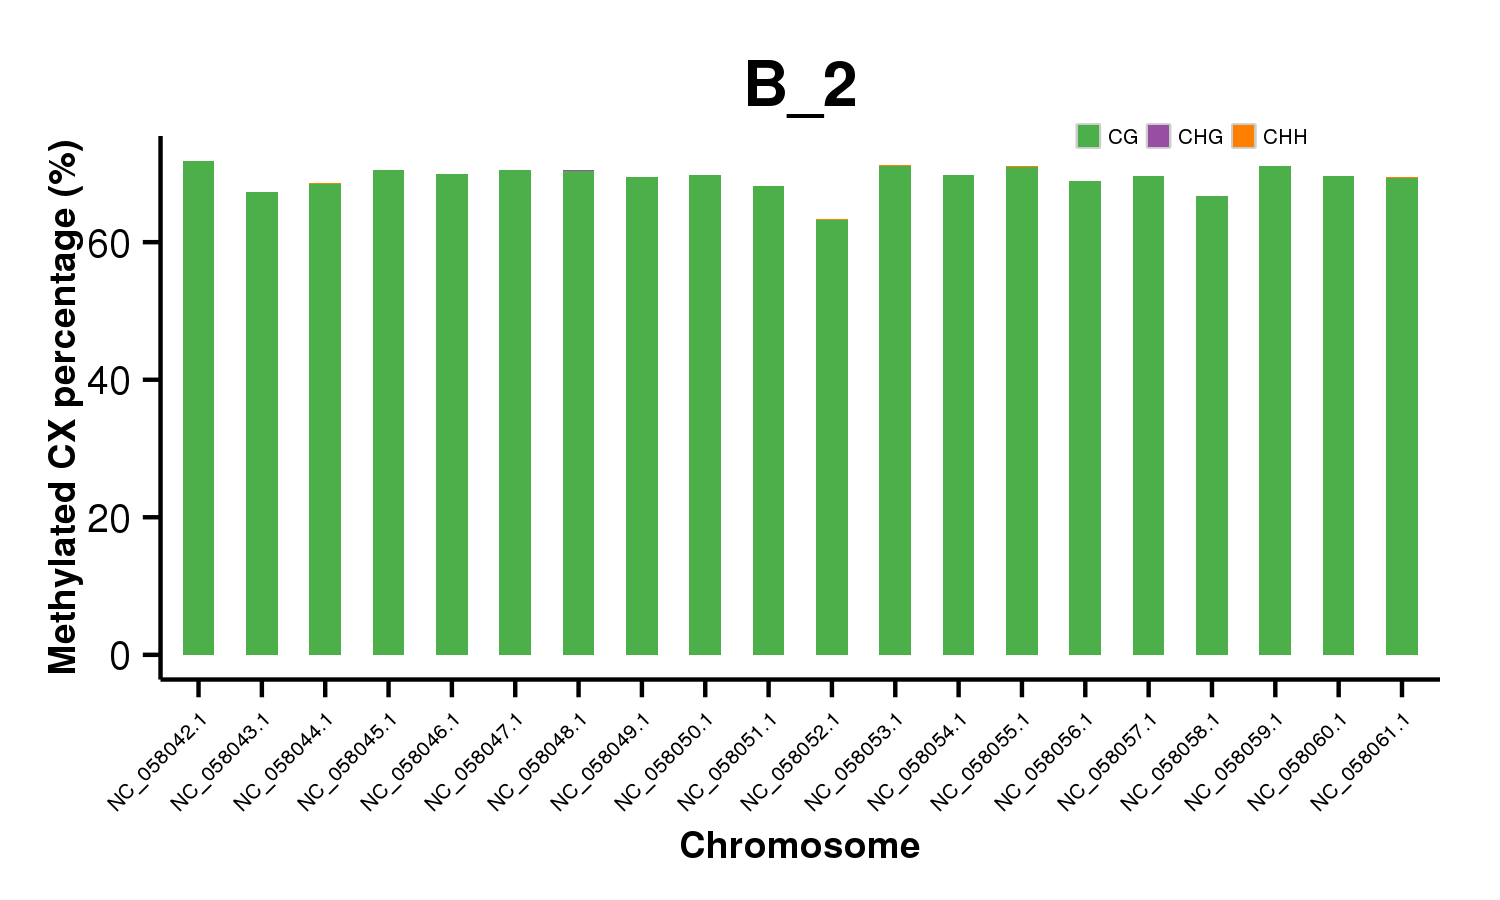 B_2
CG CHG CHH
Methylated CX percentage (%)
60
40
20
0
NC_058042.1
NC_058043.1
NC_058044.1
NC_058045.1
NC_058046.1
NC_058047.1
NC_058048.1
NC_058049.1
NC_058050.1
NC_058051.1
NC_058052.1
NC_058053.1
NC_058054.1
NC_058055.1
NC_058056.1
NC_058057.1
NC_058058.1
NC_058059.1
NC_058060.1
NC_058061.1
Chromosome